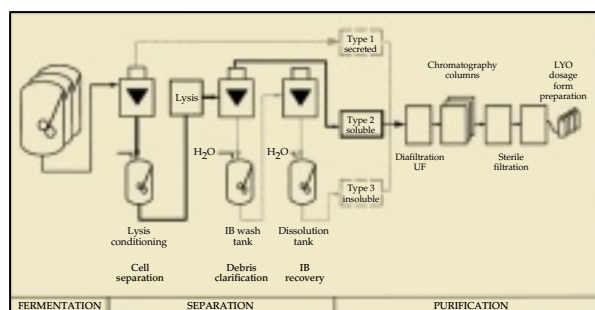 Type 1
secreted
Chromatography
columns
LYO
dosage
form
preparation
Lysis
Type 2
soluble
H2O
H2O
Diafiltration
UF
Sterile
filtration
Type 3
insoluble
Lysis
conditioning
IB wash
tank
Dissolution
tank
Cell
separation
Debris
clarification
IB
recovery
FERMENTATION
SEPARATION
PURIFICATION